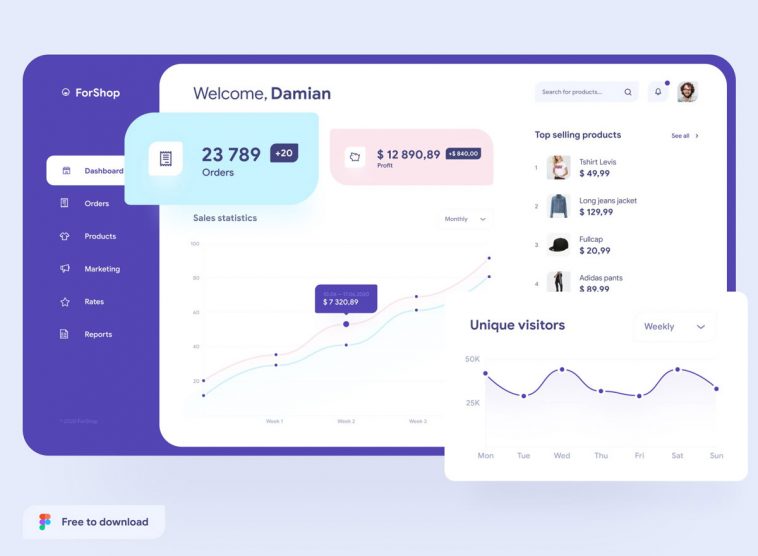 ForShop
Dashboard
Orders
Products
Marketing
Rates
Reports
© 2020 ForShop
Welcome, Damian
Search for products...
23 789
+20
Orders
$ 12 890,89
+$ 840,00
Profit
Sales statistics
Monthly
100
80
60
40
20
$ 7 320,89
Week 1
Week 2
Week 3
Top selling products
See all
1
Tshirt Levis
$ 49,99
2
Long jeans jacket
$ 129,99
3
Fullcap
$ 20,99
4
Adidas pants
$ 89,99
Unique visitors
Weekly
50K
25K
Mon
Tue
Wed
Thu
Fri
Sat
Sun
Free to download